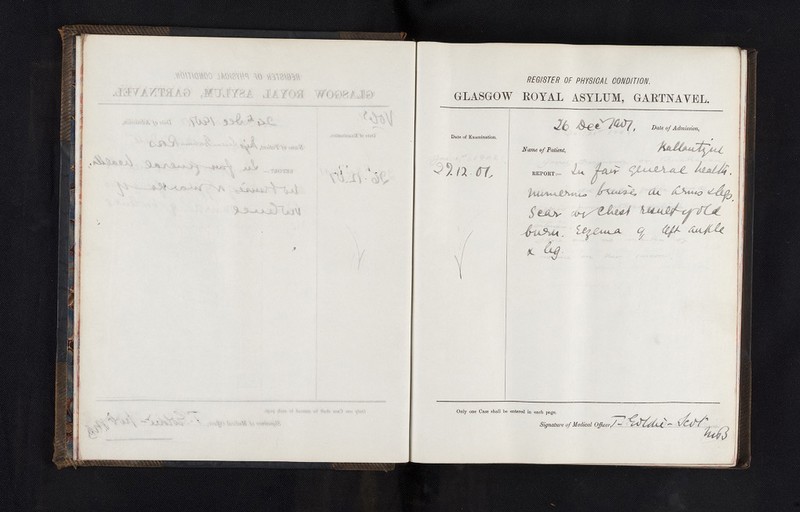 REGISTER OF PHYSICAL CONDITION.
GLASGOW ROYAL ASYLUM, GARTNAVEL.
26 Dec 1907. Date of Admission,
Date of Examination.
Name of Patient,
.12.07. REPORT:— In fair general health.
numerous bruises on arms & legs.
Scar on chest result of old
burn. Eczema of left ankle
& leg
Only one Case shall be entered in each page.
Signature of Medical Officer, T- Goldie-Scot
MB